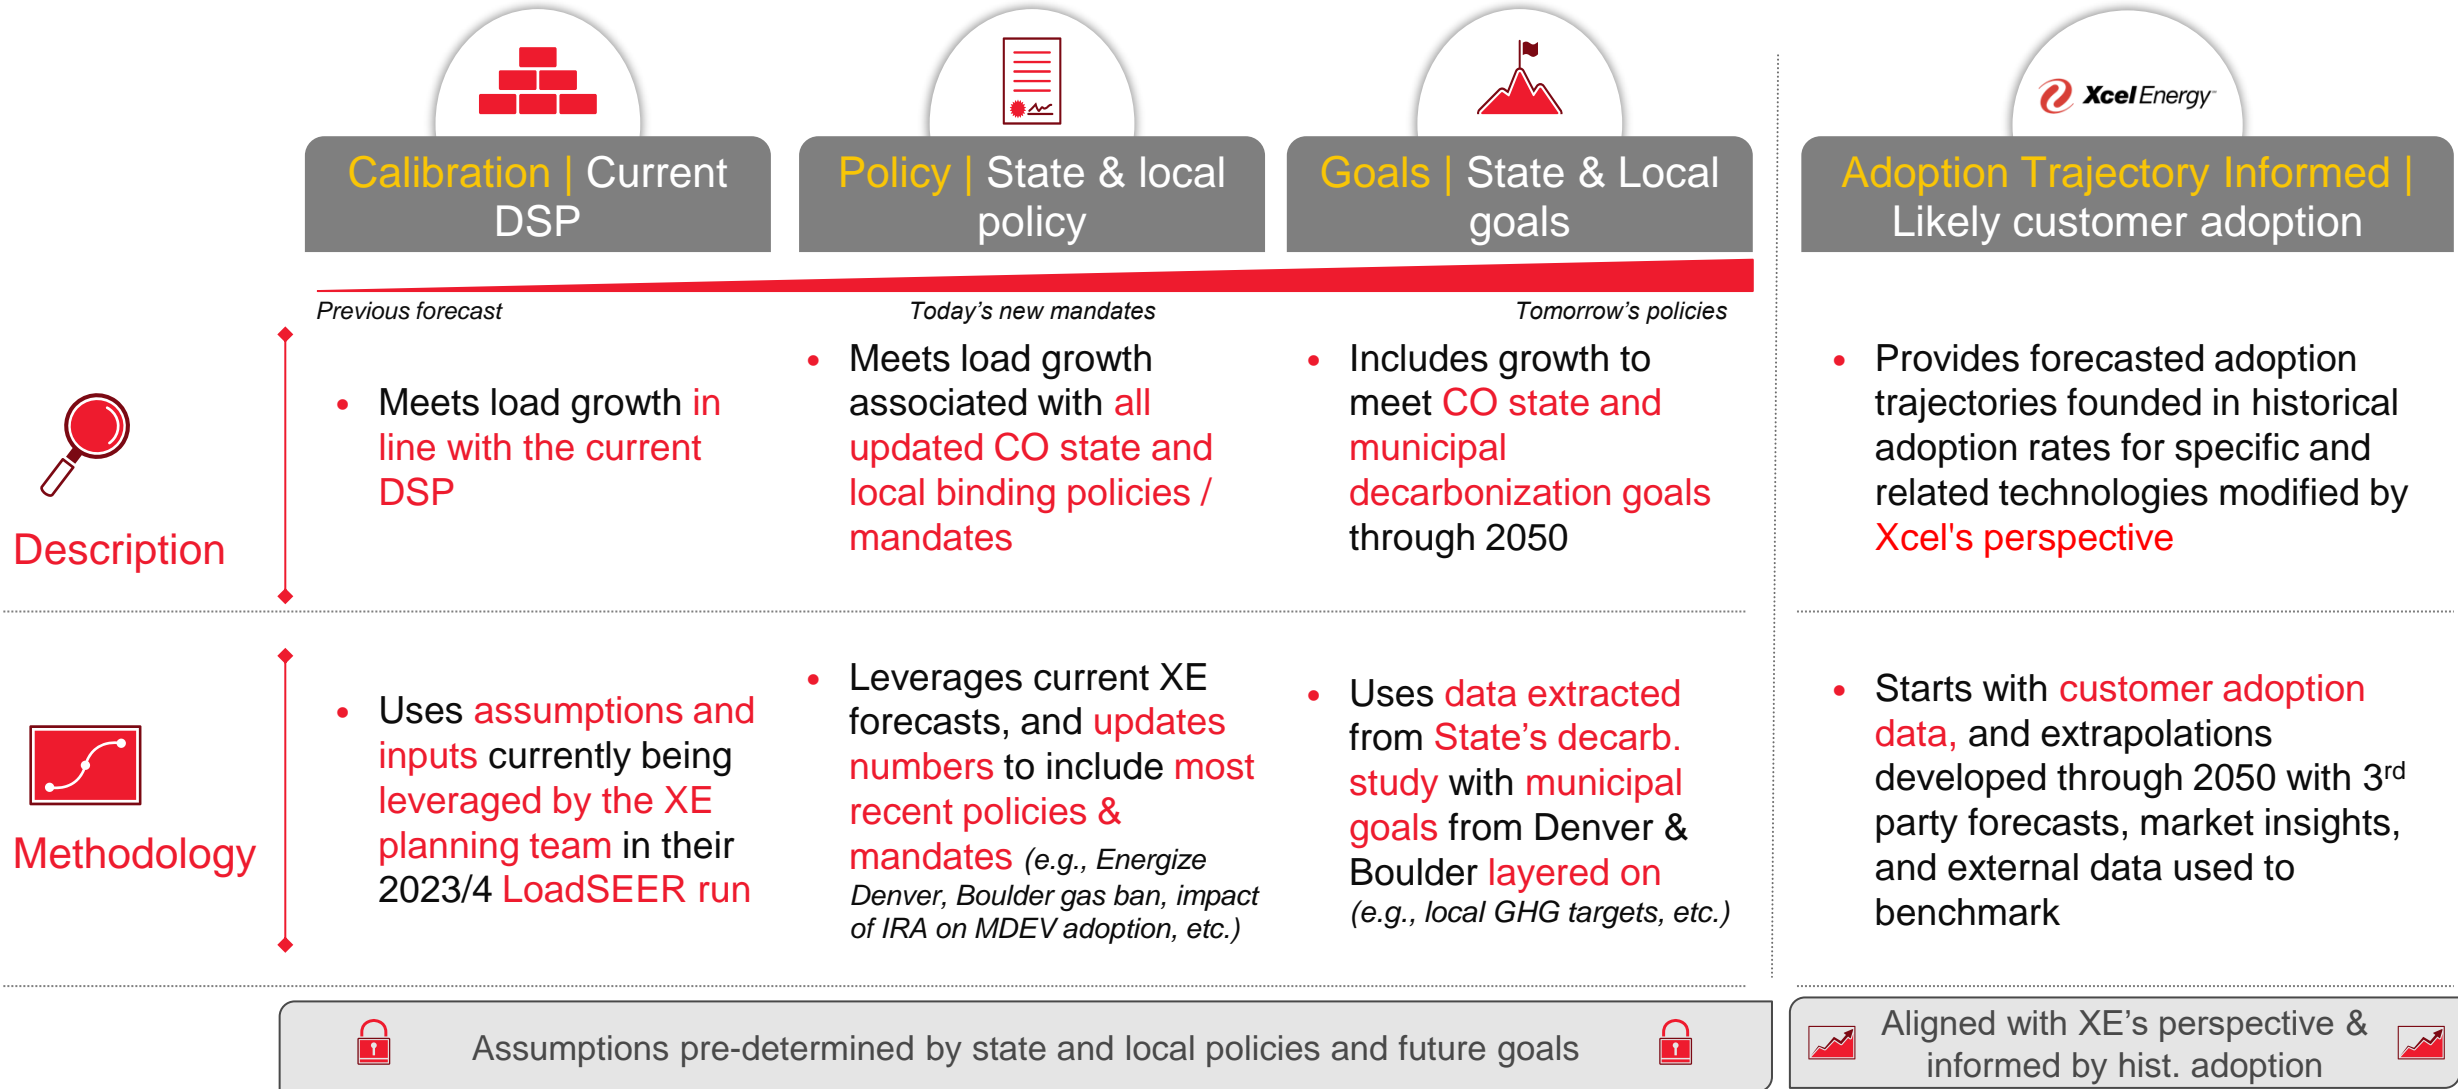 Xcel Energy
Calibration | Current
DSP
Policy | State & local
policy
Goals | State & Local
goals
Adoption Trajectory Informed |
Likely customer adoption
Previous forecast
Today's new mandates
Tomorrow's policies
Description
• Meets load growth in
line with the current
DSP
• Meets load growth
associated with all
updated CO state and
local binding policies /
mandates
• Includes growth to
meet CO state and
municipal
decarbonization goals
through 2050
• Provides forecasted adoption
trajectories founded in historical
adoption rates for specific and
related technologies modified by
Xcel's perspective
Methodology
• Uses assumptions and
inputs currently being
leveraged by the XE
planning team in their
2023/4 LoadSEER run
• Leverages current XE
forecasts, and updates
numbers to include most
recent policies &
mandates (e.g., Energize
Denver, Boulder gas ban, impact
of IRA on MDEV adoption, etc.)
• Uses data extracted
from State's decarb.
study with municipal
goals from Denver &
Boulder layered on
(e.g., local GHG targets, etc.)
• Starts with customer adoption
data, and extrapolations
developed through 2050 with 3rd
party forecasts, market insights,
and external data used to
benchmark
Assumptions pre-determined by state and local policies and future goals
Aligned with XE's perspective &
informed by hist. adoption